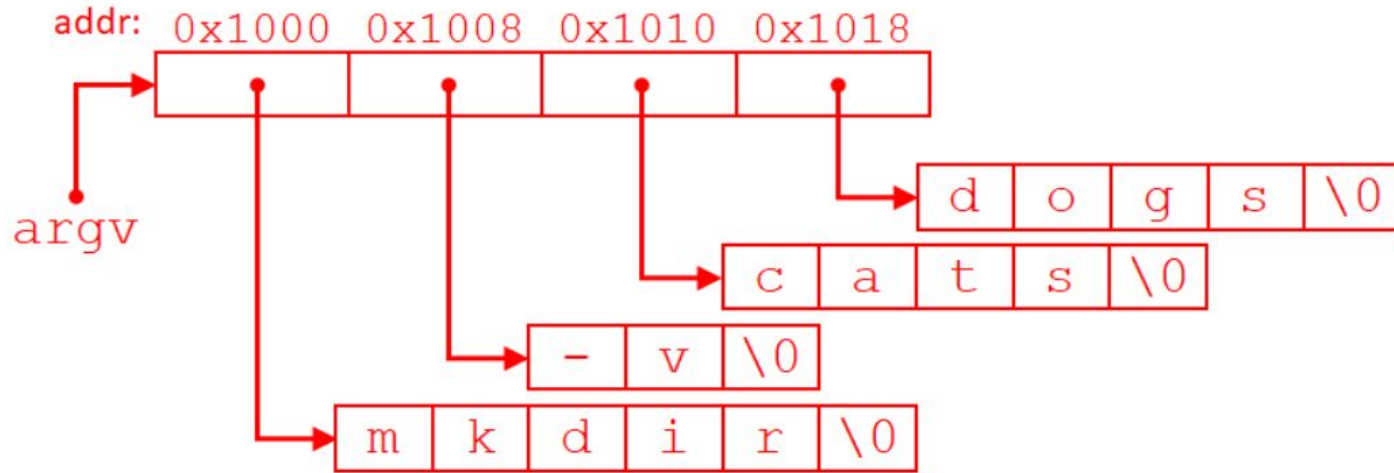 addr: 0x1000 0x1008 0x1010 0x1018
argv
d o g s \0
c a t s \0
- v \0
m k d i r \0